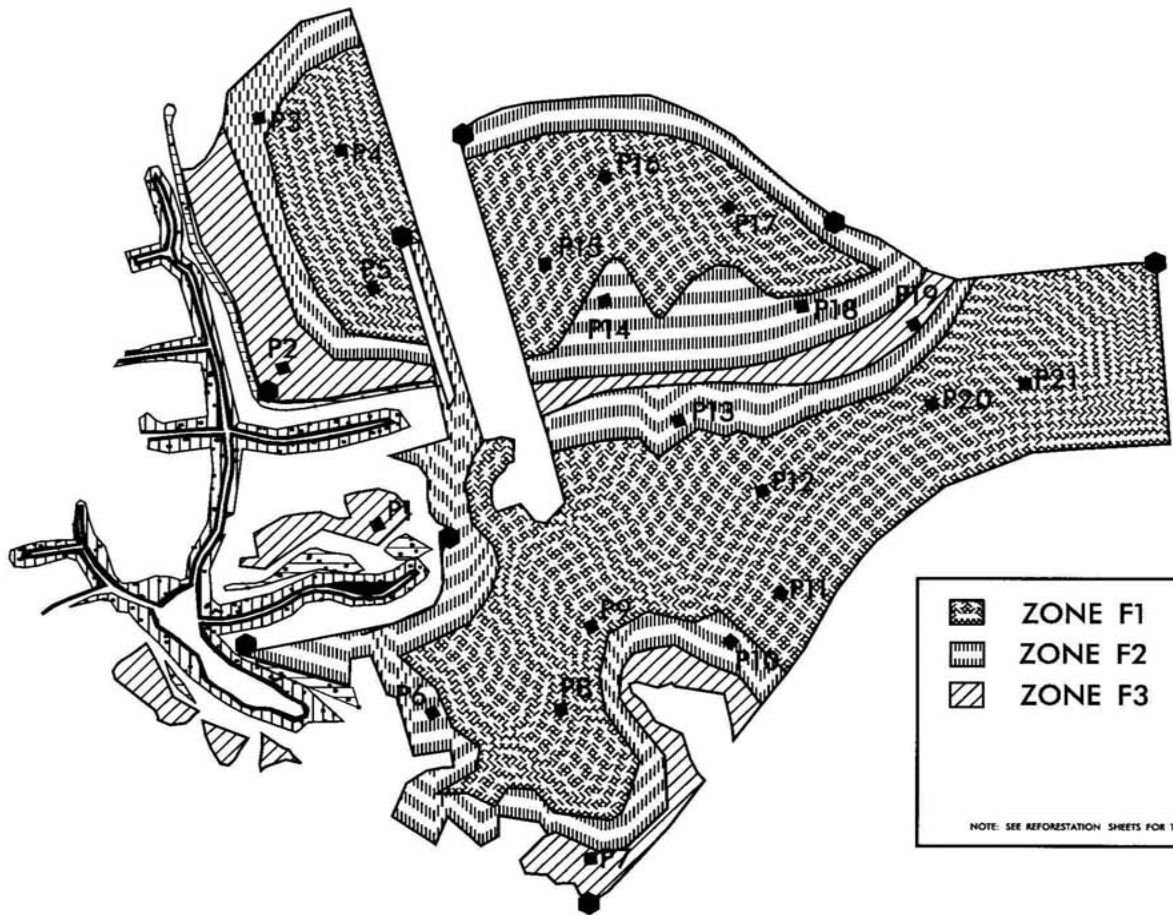 P3
P4
P16
P17
P15
P5
P14
P18
P19
P2
P21
P20
P13
P12
P1
P11
P9
P10
P8
P6
P7
ZONE F1
ZONE F2
ZONE F3
NOTE: SEE REFORESTATION SHEETS FOR